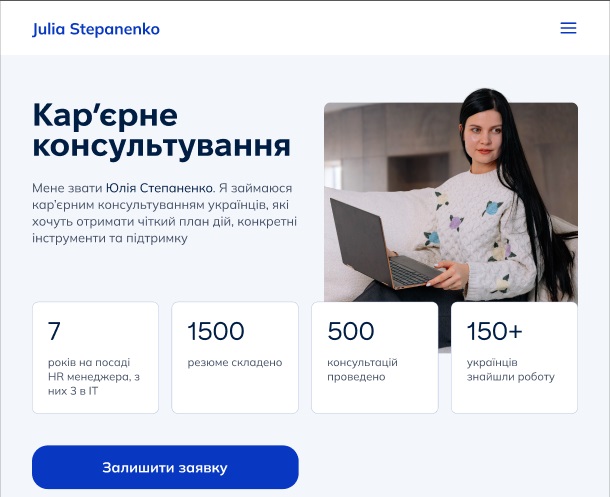 Julia Stepanenko
Кар’єрне
консультування
Мене звати Юлія Степаненко. Я займаюся
кар’єрним консультуванням українців, які
хочуть отримати чіткий план дій, конкретні
інструменти та підтримку
7
років на посаді
HR менеджера, з
них 3 в IT
1500
резюме складено
500
консультацій
проведено
150+
українців
знайшли роботу
Залишити заявку